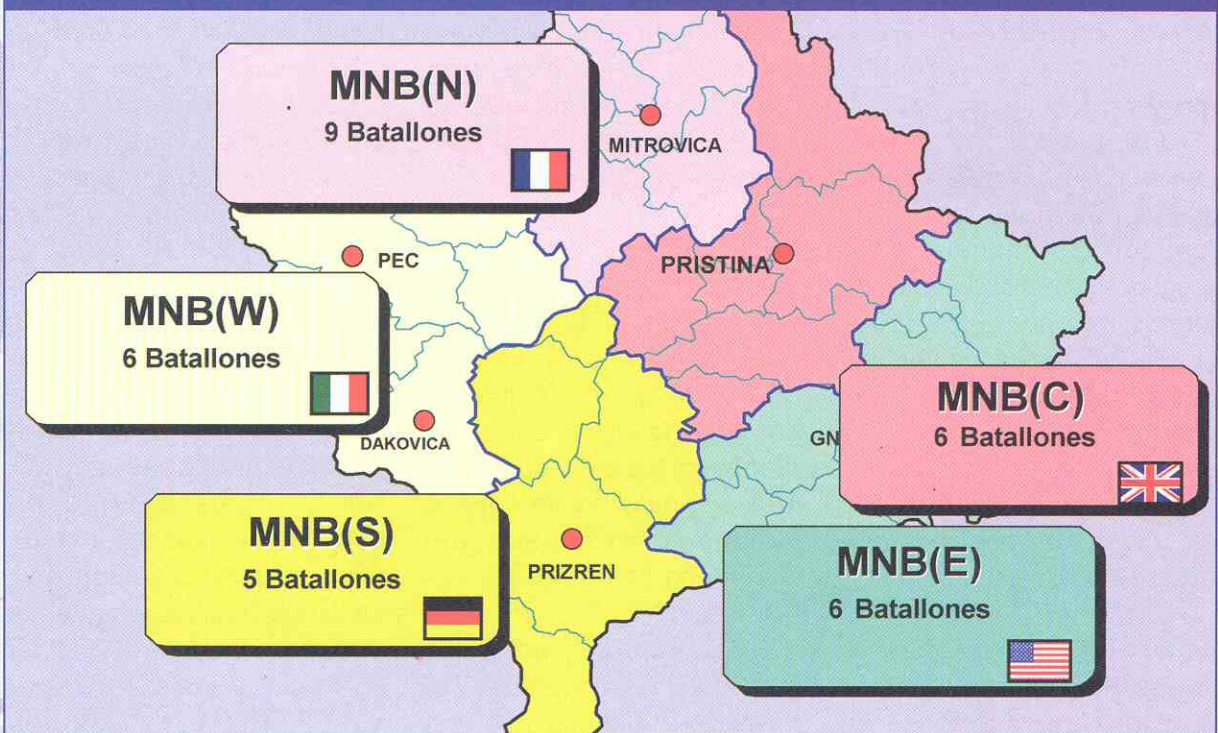 MNB(N)
9 Batallones
MITROVICA
PEC
PRISTINA
MNB(W)
6 Batallones
DAKOVICA
GN
MNB(C)
6 Batallones
MNB(S)
5 Batallones
PRIZREN
MNB(E)
6 Batallones